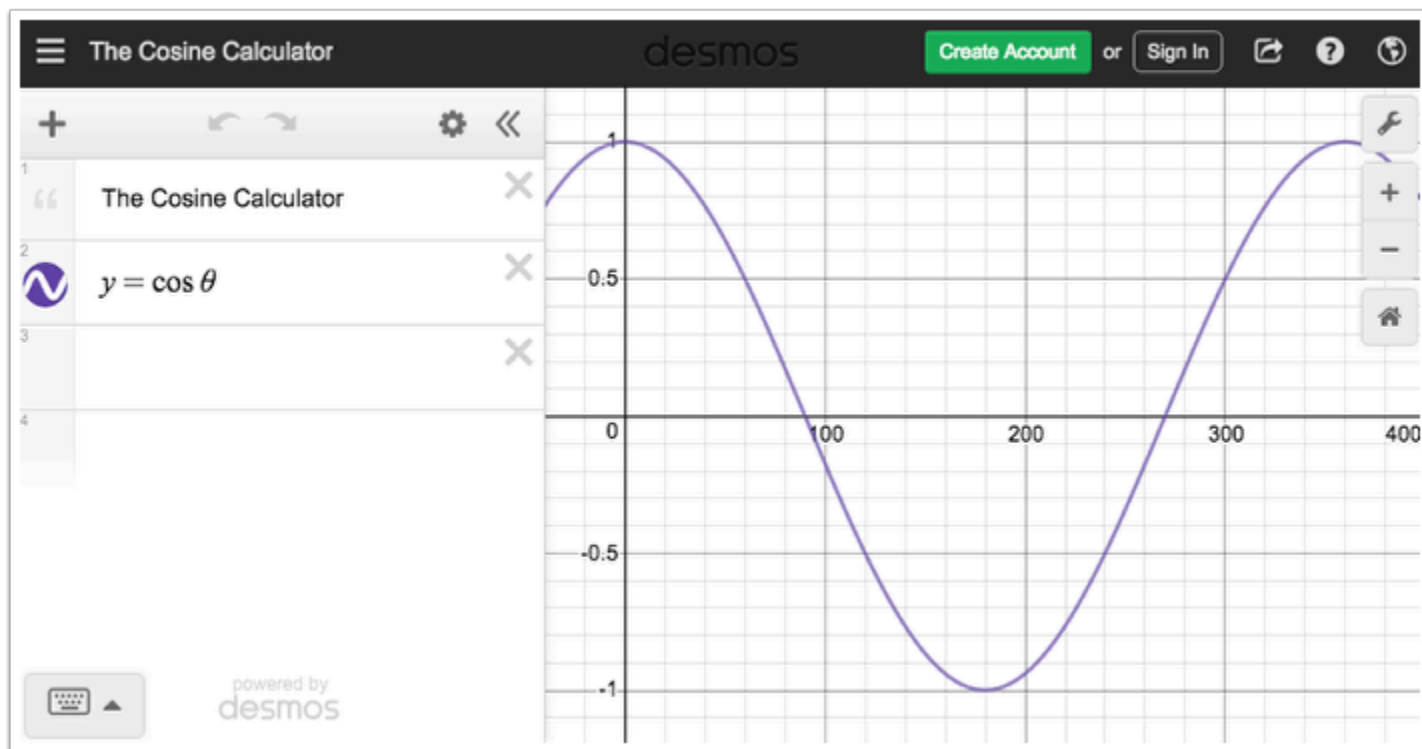 The Cosine Calculator
desmos
Create Account or Sign In
1
The Cosine Calculator
2
y = cos θ
3
4
powered by
desmos
1
0.5
0 100 200 300 400
-0.5
-1